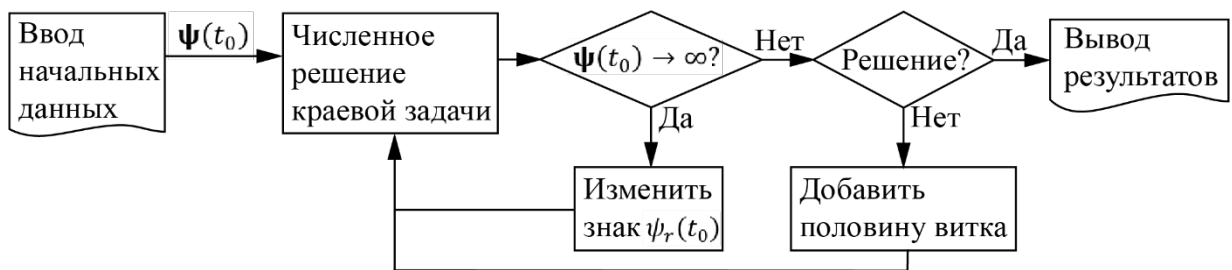 Ввод
начальных
данных
𝛙(t₀)
Численное
решение
краевой задачи
𝛙(t₀) → ∞?
Нет
Да
Решение?
Да
Нет
Вывод
результатов
Изменить
знак ψᵣ(t₀)
Добавить
половину витка